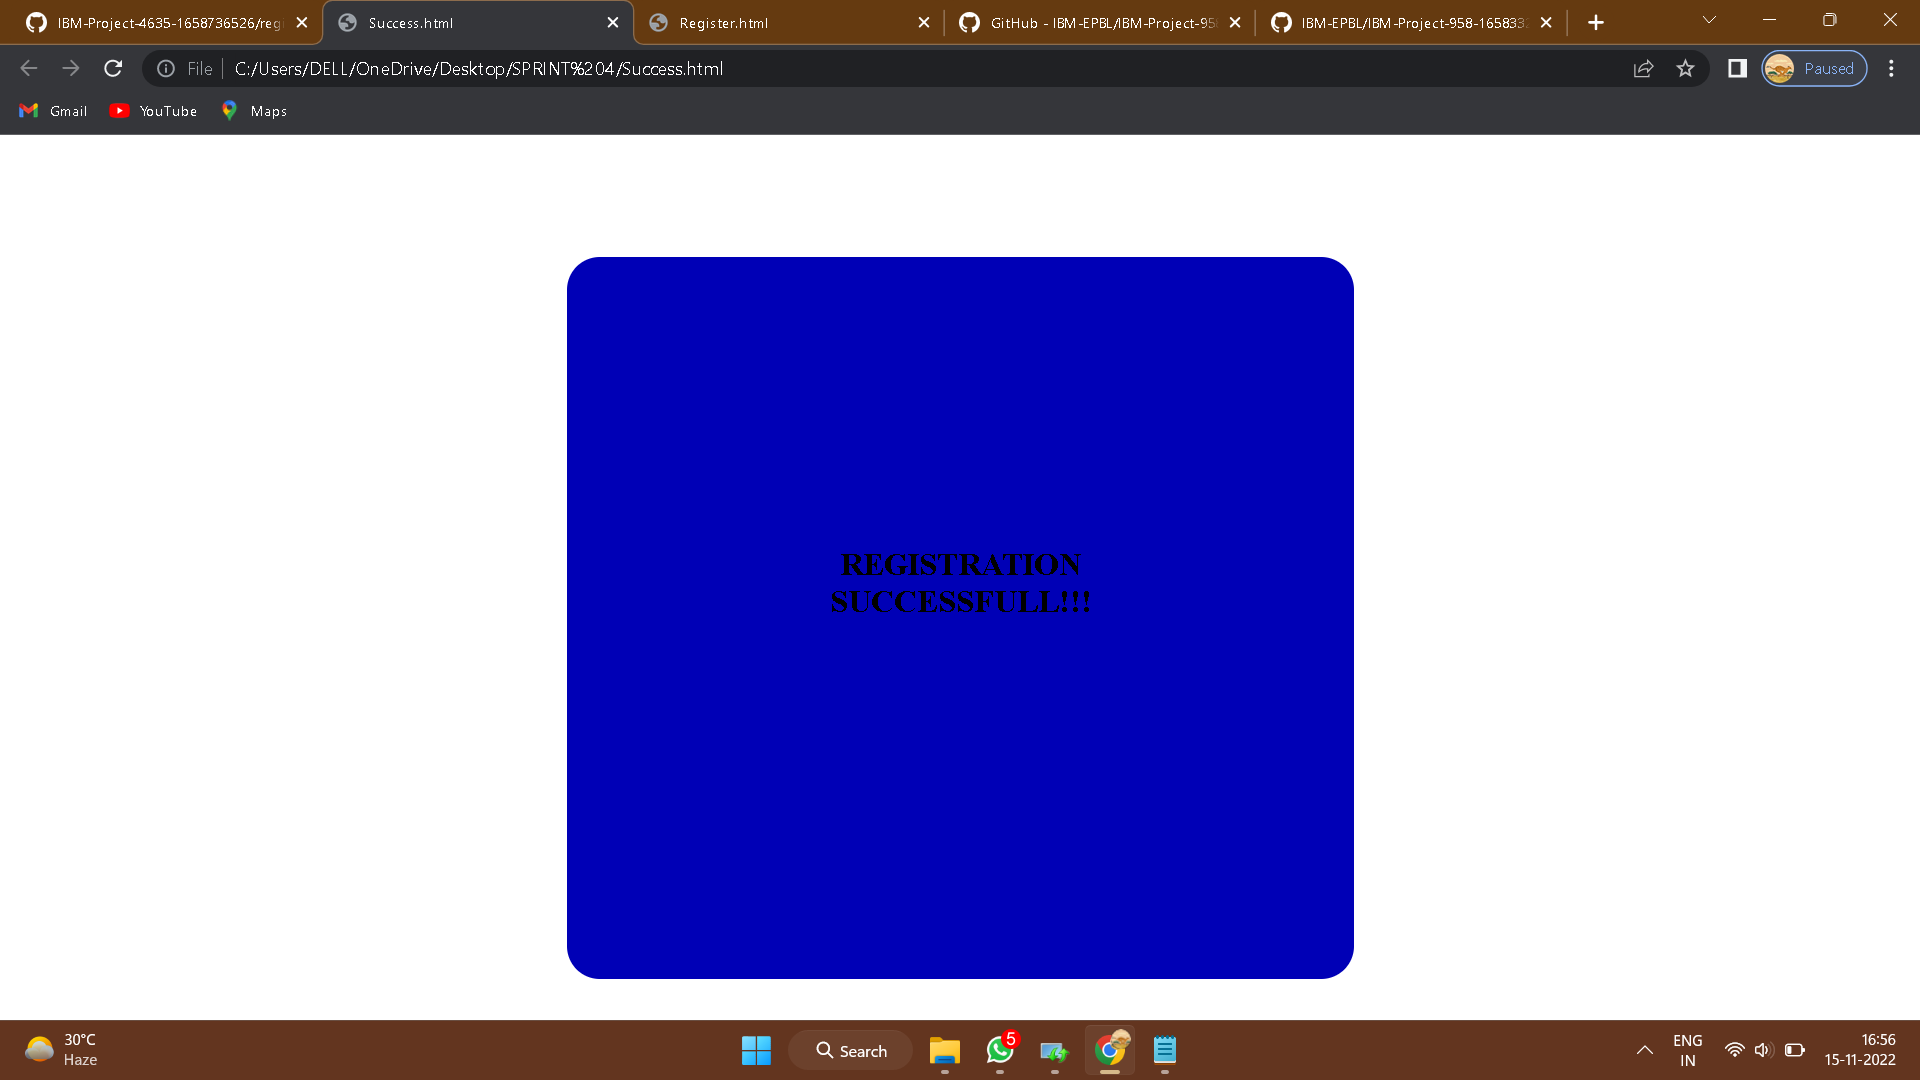 IBM-Project-4635-1658736526/regi
Success.html
Register.html
GitHub - IBM-EPBL/IBM-Project-95
IBM-EPBL/IBM-Project-958-165833
File
C:/Users/DELL/OneDrive/Desktop/SPRINT%204/Success.html
Paused
Gmail
YouTube
Maps
REGISTRATION
SUCCESSFULL!!!
30°C
Haze
Search
5
ENG
IN
16:56
15-11-2022